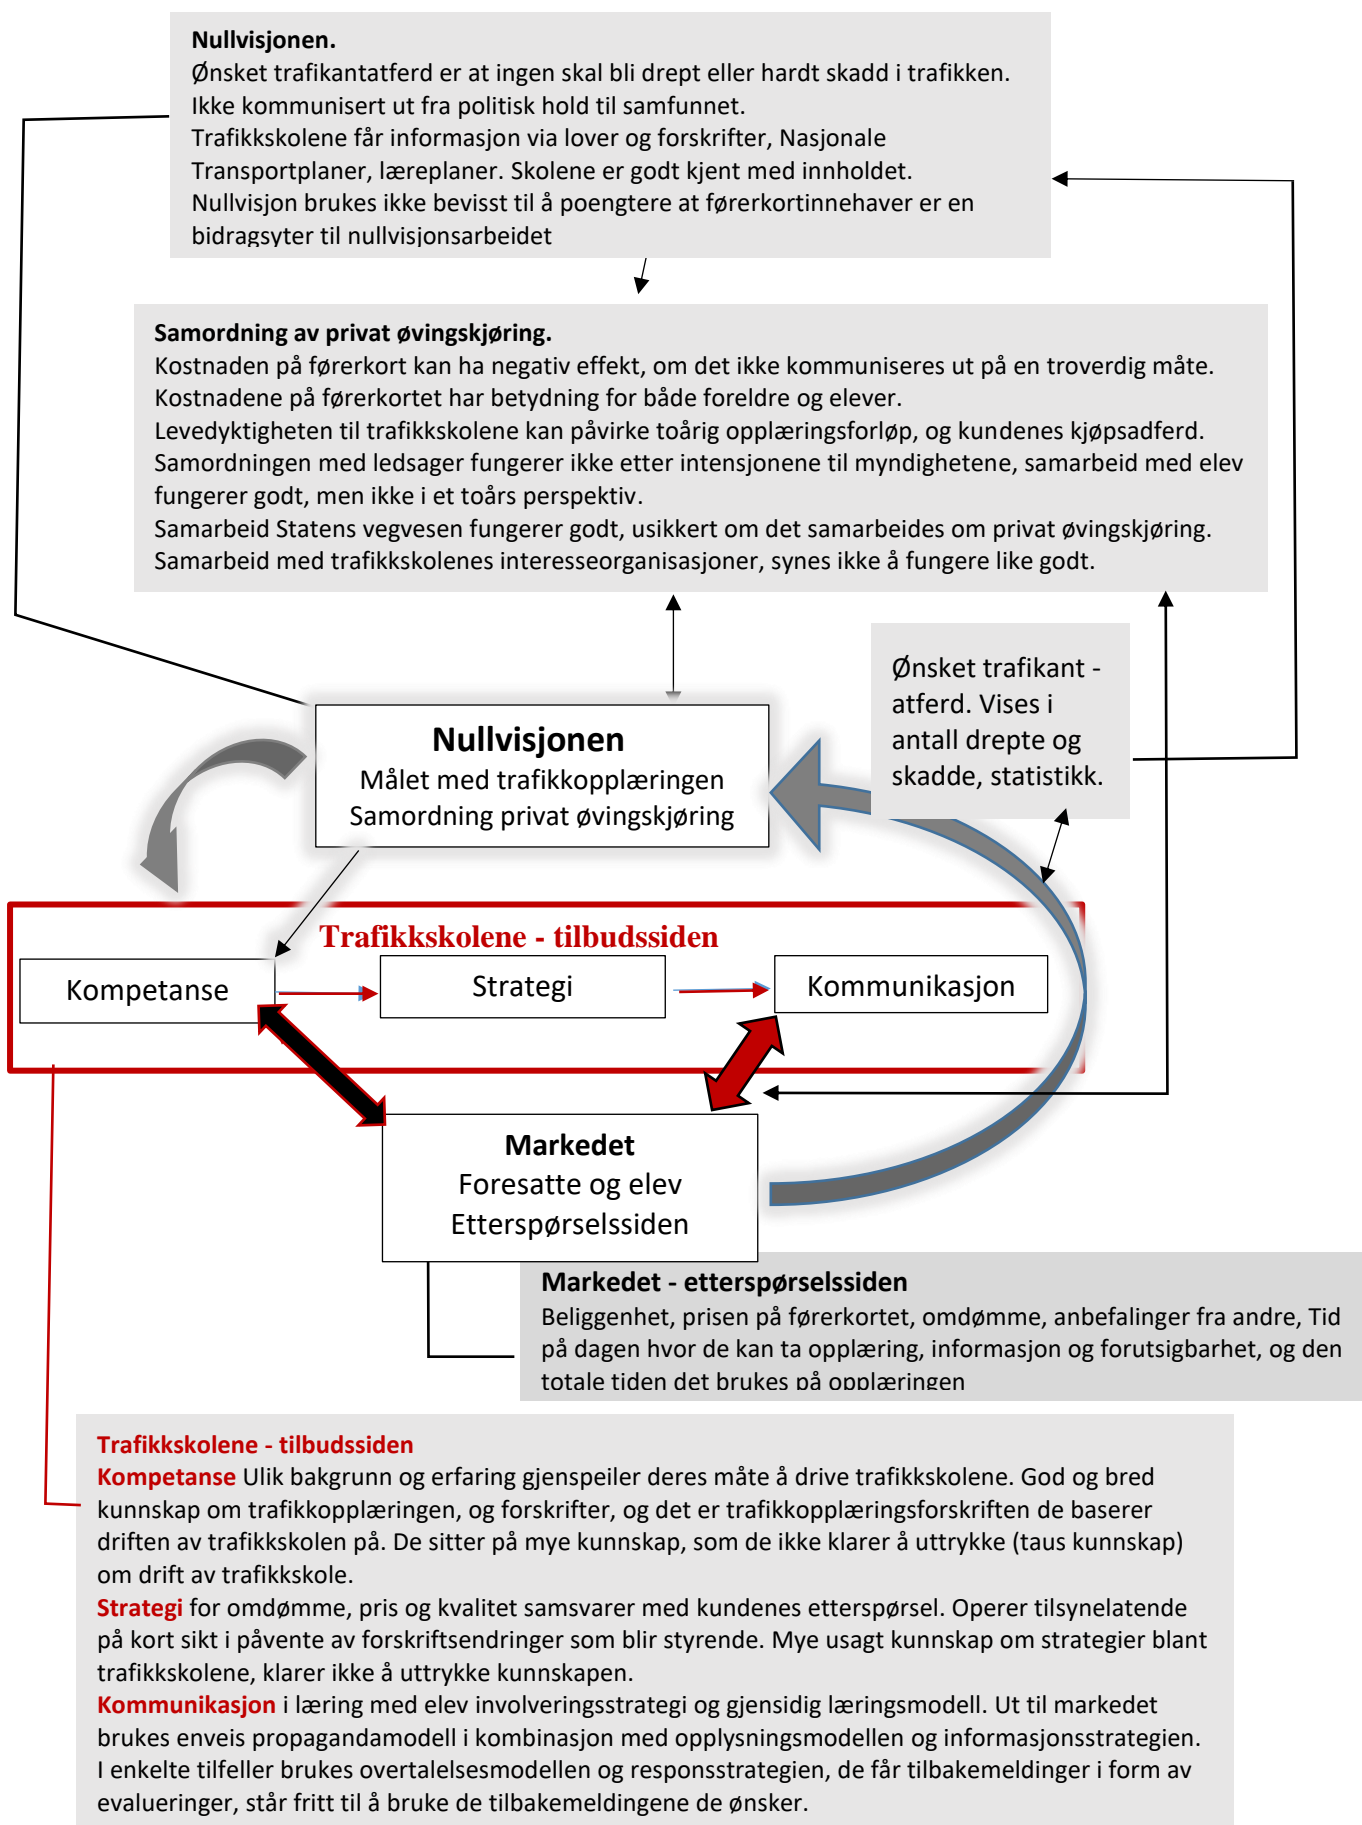 Nullvisjonen.
Ønsket trafikantatferd er at ingen skal bli drept eller hardt skadd i trafikken.
Ikke kommunisert ut fra politisk hold til samfunnet.
Trafikkskolene får informasjon via lover og forskrifter, Nasjonale
Transportplaner, læreplaner. Skolene er godt kjent med innholdet.
Nullvisjon brukes ikke bevisst til å poengtere at førerkortinnehaver er en
bidragsyter til nullvisjonsarbeidet
Samordning av privat øvingskjøring.
Kostnaden på førerkort kan ha negativ effekt, om det ikke kommuniseres ut på en troverdig måte.
Kostnadene på førerkortet har betydning for både foreldre og elever.
Levedyktigheten til trafikkskolene kan påvirke toårig opplæringsforløp, og kundenes kjøpsadferd.
Samordningen med ledsager fungerer ikke etter intensjonene til myndighetene, samarbeid med elev
fungerer godt, men ikke i et toårs perspektiv.
Samarbeid Statens vegvesen fungerer godt, usikkert om det samarbeides om privat øvingskjøring.
Samarbeid med trafikkskolenes interesseorganisasjoner, synes ikke å fungere like godt.
Ønsket trafikant -
atferd. Vises i
antall drepte og
skadde, statistikk.
Nullvisjonen
Målet med trafikkopplæringen
Samordning privat øvingskjøring
Trafikkskolene - tilbudssiden
Kompetanse
Strategi
Kommunikasjon
Markedet
Foresatte og elev
Etterspørselssiden
Markedet - etterspørselssiden
Beliggenhet, prisen på førerkortet, omdømme, anbefalinger fra andre, Tid
på dagen hvor de kan ta opplæring, informasjon og forutsigbarhet, og den
totale tiden det brukes på opplæringen
Trafikkskolene - tilbudssiden
Kompetanse Ulik bakgrunn og erfaring gjenspeiler deres måte å drive trafikkskolene. God og bred
kunnskap om trafikkopplæringen, og forskrifter, og det er trafikkopplæringsforskriften de baserer
driften av trafikkskolen på. De sitter på mye kunnskap, som de ikke klarer å uttrykke (taus kunnskap)
om drift av trafikkskole.
Strategi for omdømme, pris og kvalitet samsvarer med kundenes etterspørsel. Operer tilsynelatende
på kort sikt i påvente av forskriftsendringer som blir styrende. Mye usagt kunnskap om strategier blant
trafikkskolene, klarer ikke å uttrykke kunnskapen.
Kommunikasjon i læring med elev involveringsstrategi og gjensidig læringsmodell. Ut til markedet
brukes enveis propagandamodell i kombinasjon med opplysningsmodellen og informasjonsstrategien.
I enkelte tilfeller brukes overtalelsesmodellen og responsstrategien, de får tilbakemeldinger i form av
evalueringer, står fritt til å bruke de tilbakemeldingene de ønsker.